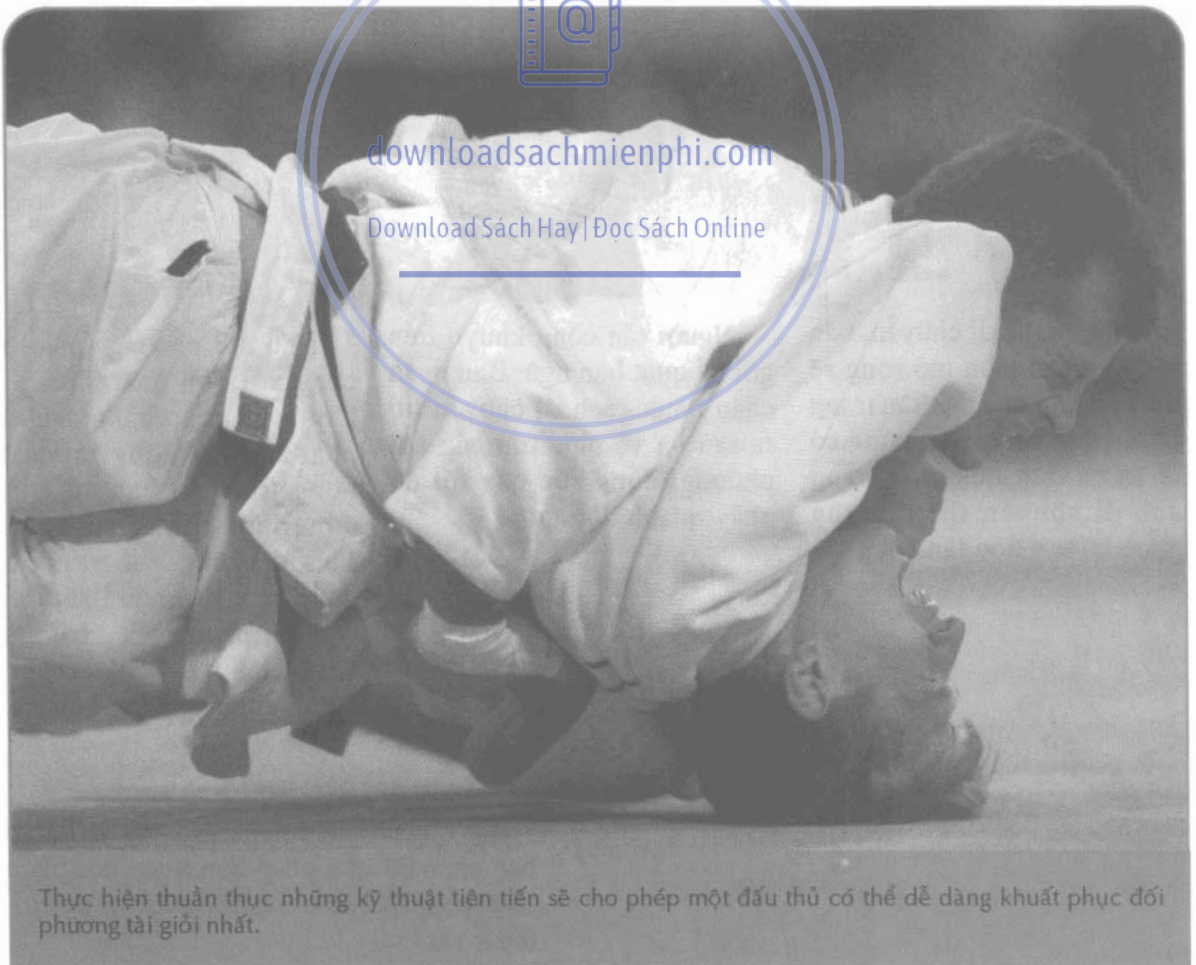 @
downloadsachmienphi.com
Download Sách Hay | Đọc Sách Online
Thực hiện thuần thục những kỹ thuật tiên tiến sẽ cho phép một đấu thủ có thể dễ dàng khuất phục đối
phương tài giỏi nhất.